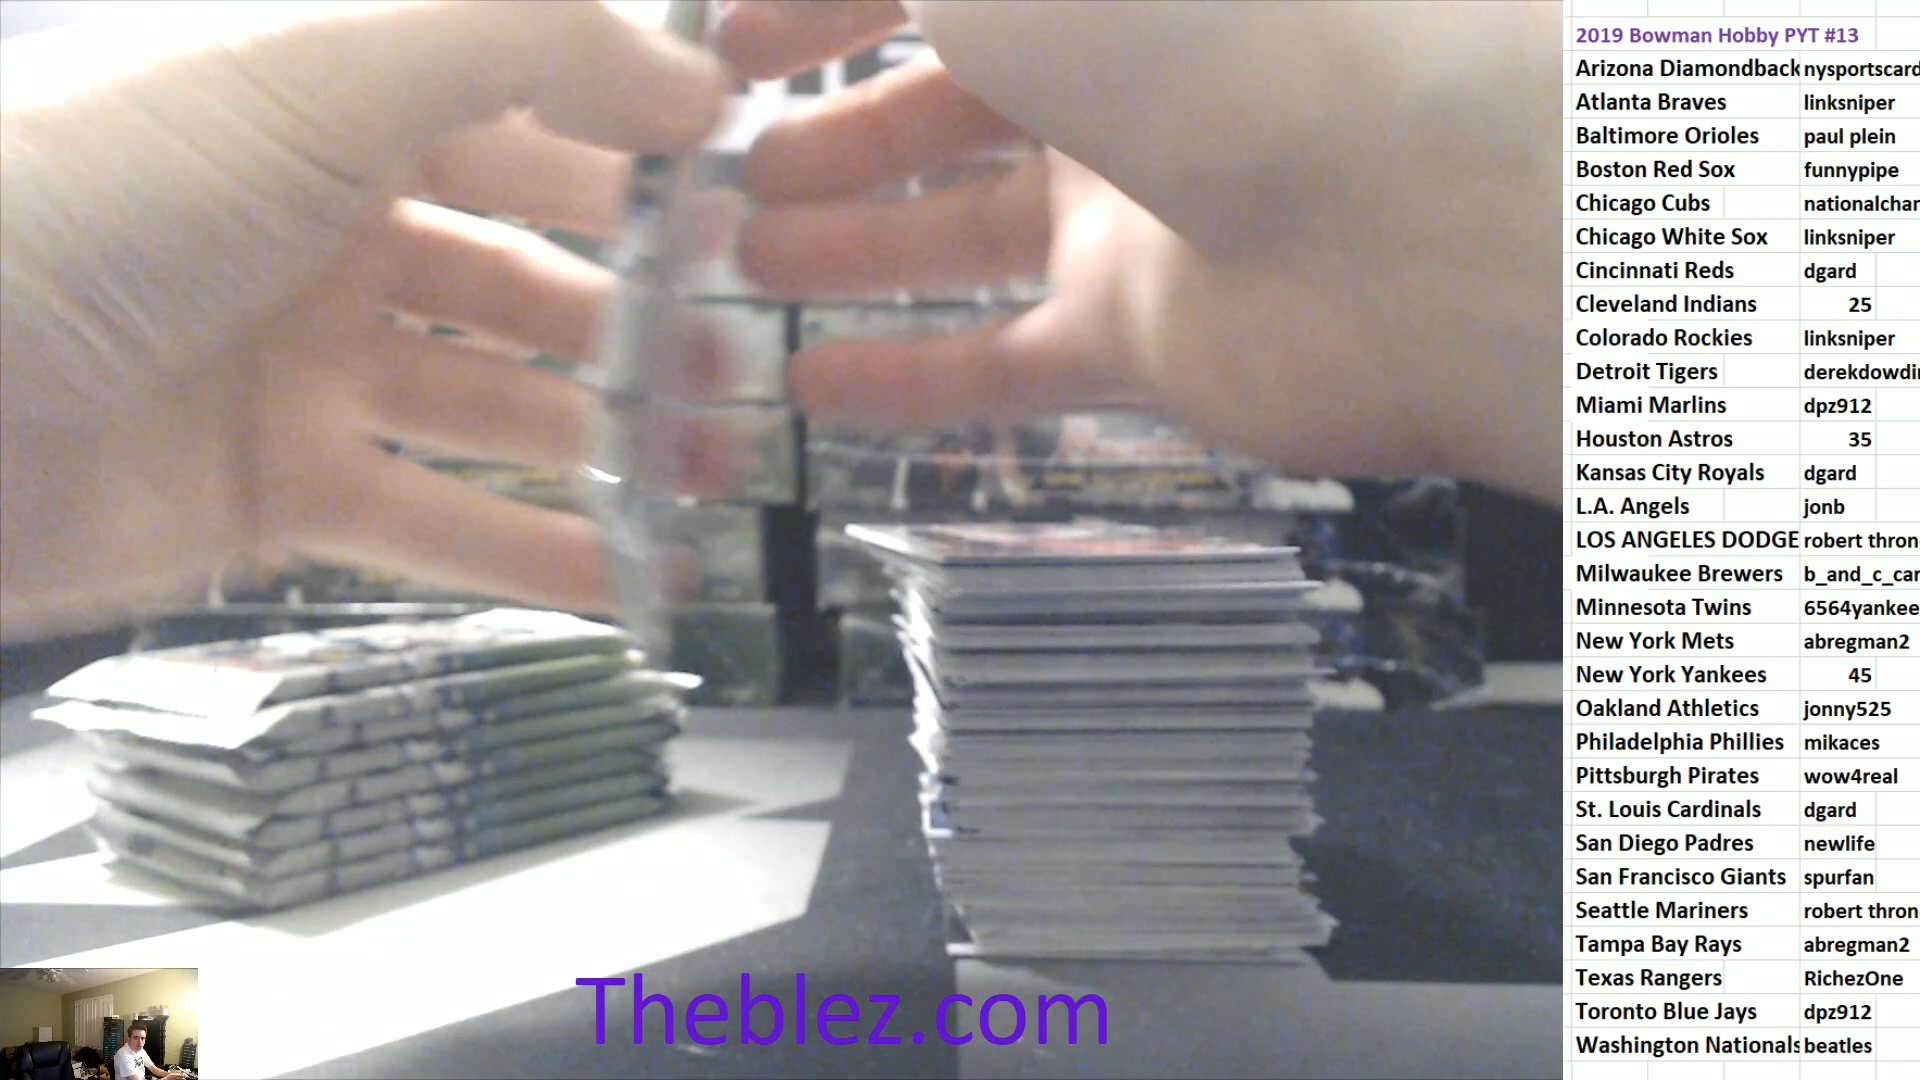 2019 Bowman Hobby PYT #13
Arizona Diamondback nysportscard
Atlanta Braves linksniper
Baltimore Orioles paul plein
Boston Red Sox funnypipe
Chicago Cubs nationalchar
Chicago White Sox linksniper
Cincinnati Reds dgard
Cleveland Indians 25
Colorado Rockies linksniper
Detroit Tigers derekdowdin
Miami Marlins dpz912
Houston Astros 35
Kansas City Royals dgard
L.A. Angels jonb
LOS ANGELES DODGE robert thron
Milwaukee Brewers b_and_c_car
Minnesota Twins 6564yankee
New York Mets abregman2
New York Yankees 45
Oakland Athletics jonny525
Philadelphia Phillies mikaces
Pittsburgh Pirates wow4real
St. Louis Cardinals dgard
San Diego Padres newlife
San Francisco Giants spurfan
Seattle Mariners robert thron
Tampa Bay Rays abregman2
Texas Rangers RichezOne
Toronto Blue Jays dpz912
Washington Nationals beatles
Theblez.com